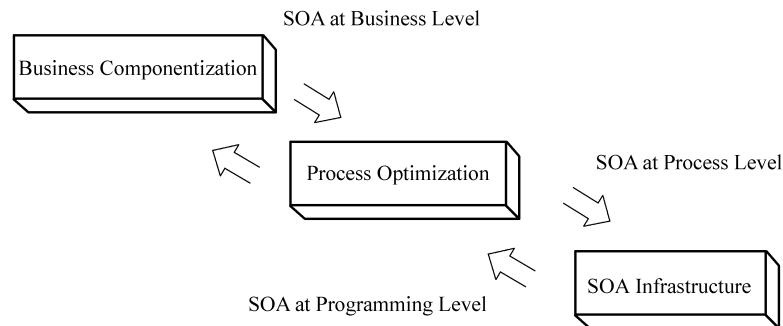 SOA at Business Level
Business Componentization
Process Optimization
SOA at Process Level
SOA Infrastructure
SOA at Programming Level